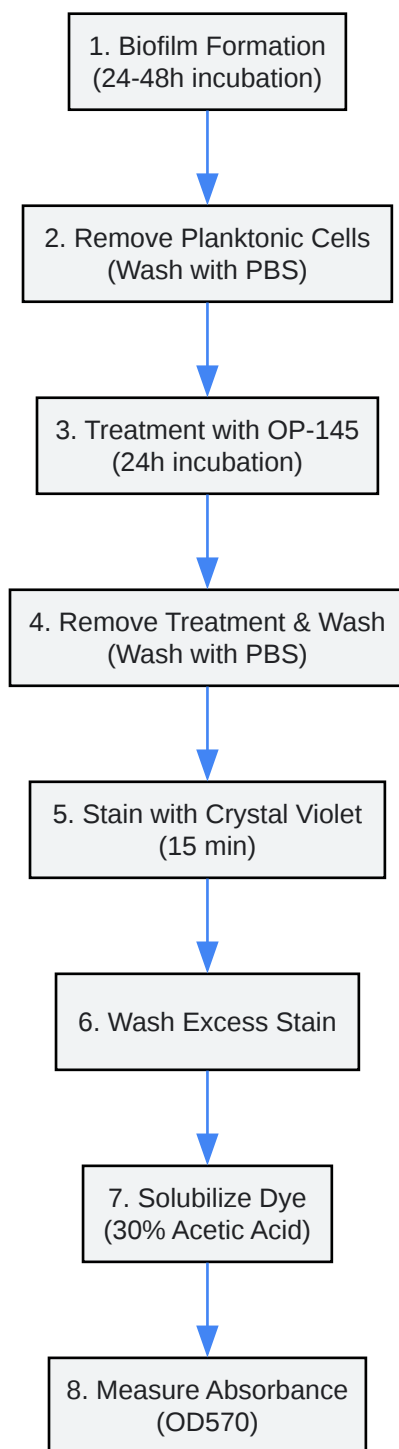 1. Biofilm Formation
(24-48h incubation)
2. Remove Planktonic Cells
(Wash with PBS)
3. Treatment with OP-145
(24h incubation)
4. Remove Treatment & Wash
(Wash with PBS)
5. Stain with Crystal Violet
(15 min)
6. Wash Excess Stain
7. Solubilize Dye
(30% Acetic Acid)
8. Measure Absorbance
(OD570)